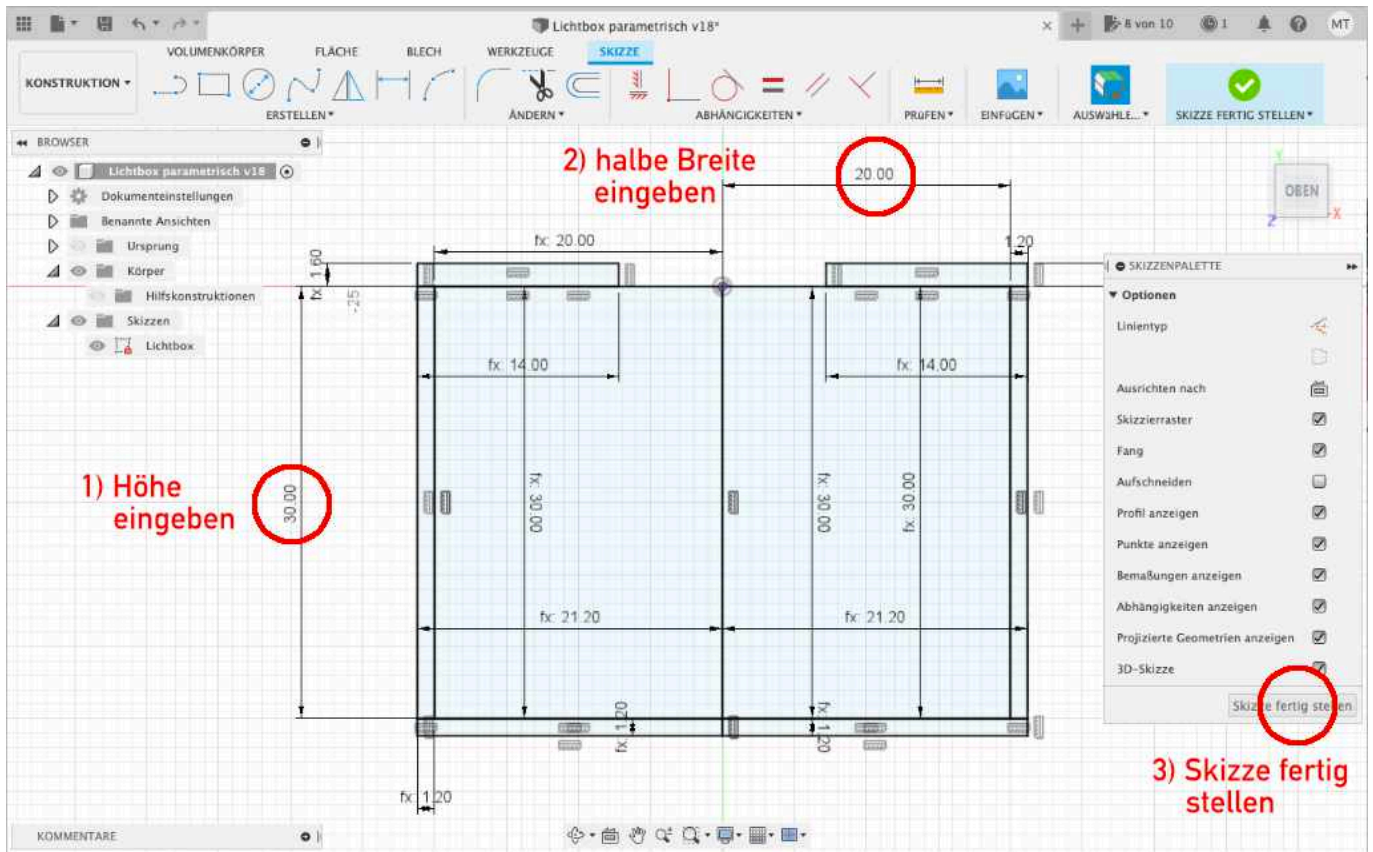 Lichtbox parametrisch v18*
8 von 10
1
MT
VOLUMENKÖRPER
FLÄCHE
BLECH
WERKZEUGE
SKIZZE
KONSTRUKTION
ERSTELLEN
ÄNDERN
ABHÄNGIGKEITEN
PRÜFEN
EINFÜGEN
AUSWÄHLE...
SKIZZE FERTIG STELLEN
BROWSER
Lichtbox parametrisch v18
Dokumenteinstellungen
Benannte Ansichten
Ursprung
Körper
Hilfskonstruktionen
Skizzen
Lichtbox
2) halbe Breite
eingeben
20.00
OBEN
Y
X
Z
fx: 20.00
1.20
fx: 1.60
-25
fx: 14.00
fx: 14.00
1) Höhe
eingeben
30.00
fx: 30.00
fx: 30.00
fx: 30.00
fx: 21.20
fx: 21.20
fx: 1.20
fx: 1.20
fx: 1.20
SKIZZENPALETTE
Optionen
Linientyp
Ausrichten nach
Skizzierraster
Fang
Aufschneiden
Profil anzeigen
Punkte anzeigen
Bemaßungen anzeigen
Abhängigkeiten anzeigen
Projizierte Geometrien anzeigen
3D-Skizze
Skizze fertig stellen
3) Skizze fertig
stellen
KOMMENTARE